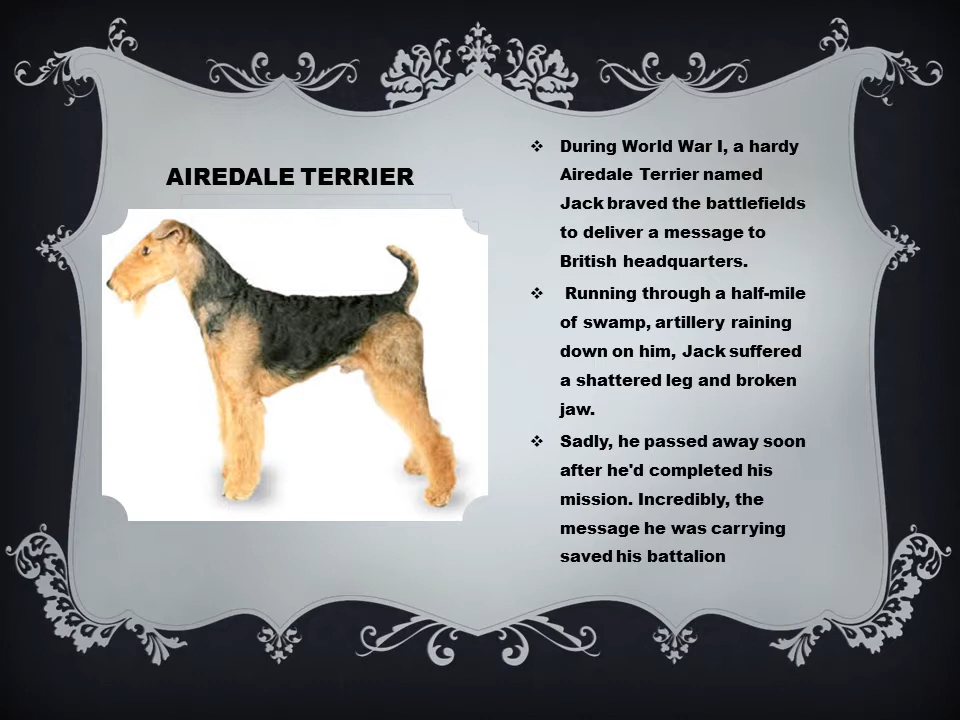 AIREDALE TERRIER
❖ During World War I, a hardy
Airedale Terrier named
Jack braved the battlefields
to deliver a message to
British headquarters.
❖ Running through a half-mile
of swamp, artillery raining
down on him, Jack suffered
a shattered leg and broken
jaw.
❖ Sadly, he passed away soon
after he'd completed his
mission. Incredibly, the
message he was carrying
saved his battalion